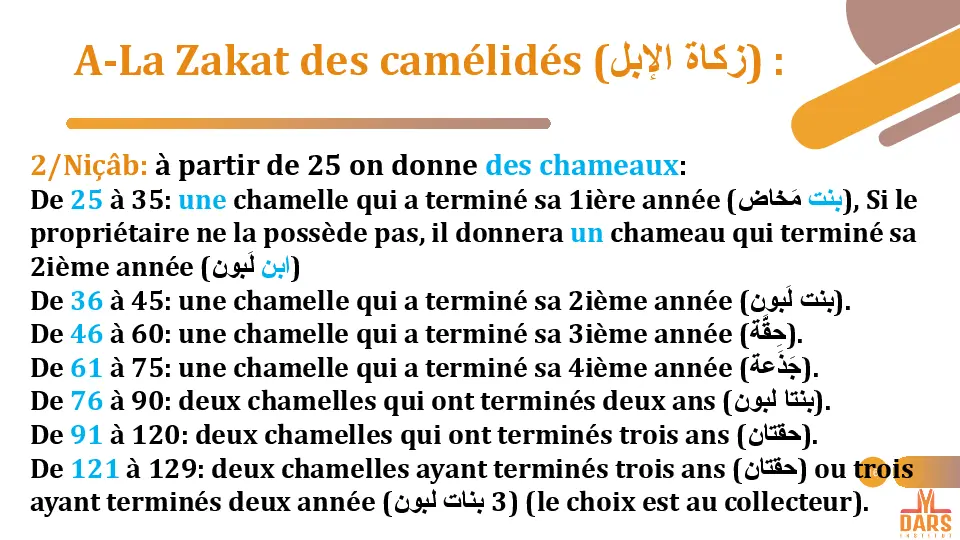 A-La Zakat des camélidés (زكاة الإبل) :
2/Niçâb: à partir de 25 on donne des chameaux:
De 25 à 35: une chamelle qui a terminé sa 1ière année (بنت مَخاض), Si le
propriétaire ne la possède pas, il donnera un chameau qui terminé sa
2ième année (ابن لَبون)
De 36 à 45: une chamelle qui a terminé sa 2ième année (بنت لَبون).
De 46 à 60: une chamelle qui a terminé sa 3ième année (حِقَّة).
De 61 à 75: une chamelle qui a terminé sa 4ième année (جَذَعة).
De 76 à 90: deux chamelles qui ont terminés deux ans (بنتا لبون).
De 91 à 120: deux chamelles qui ont terminés trois ans (حقتان).
De 121 à 129: deux chamelles ayant terminés trois ans (حقتان) ou trois
ayant terminés deux année (3 بنات لبون) (le choix est au collecteur).
DARS
INSTITUT